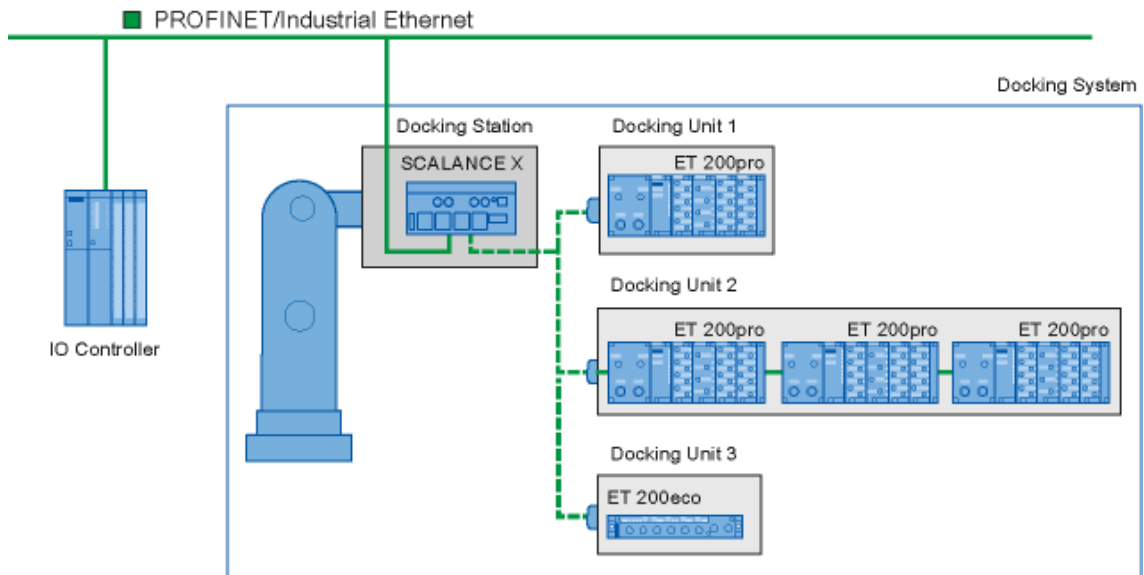 PROFINET/Industrial Ethernet
Docking System
Docking Station
SCALANCE X
Docking Unit 1
ET 200pro
IO Controller
Docking Unit 2
ET 200pro
ET 200pro
ET 200pro
Docking Unit 3
ET 200eco